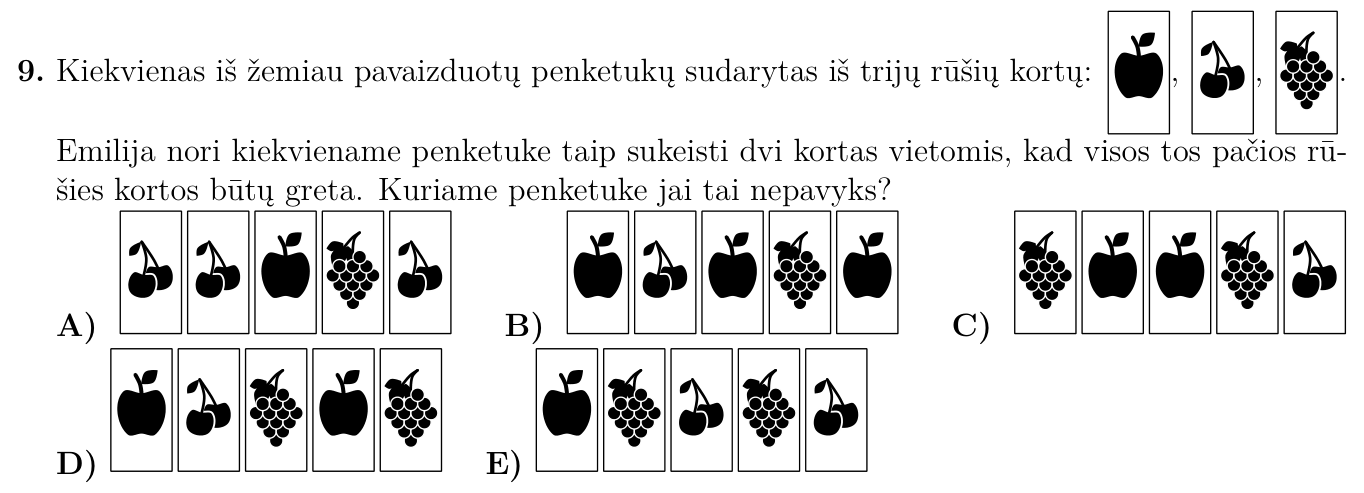 9. Kiekvienas iš žemiau pavaizduotų penketukų sudarytas iš trijų rūšių kortų: , , .
Emilija nori kiekviename penketuke taip sukeisti dvi kortas vietomis, kad visos tos pačios rū-
šies kortos būtų greta. Kuriame penketuke jai tai nepavyks?
A) B) C)
D) E)